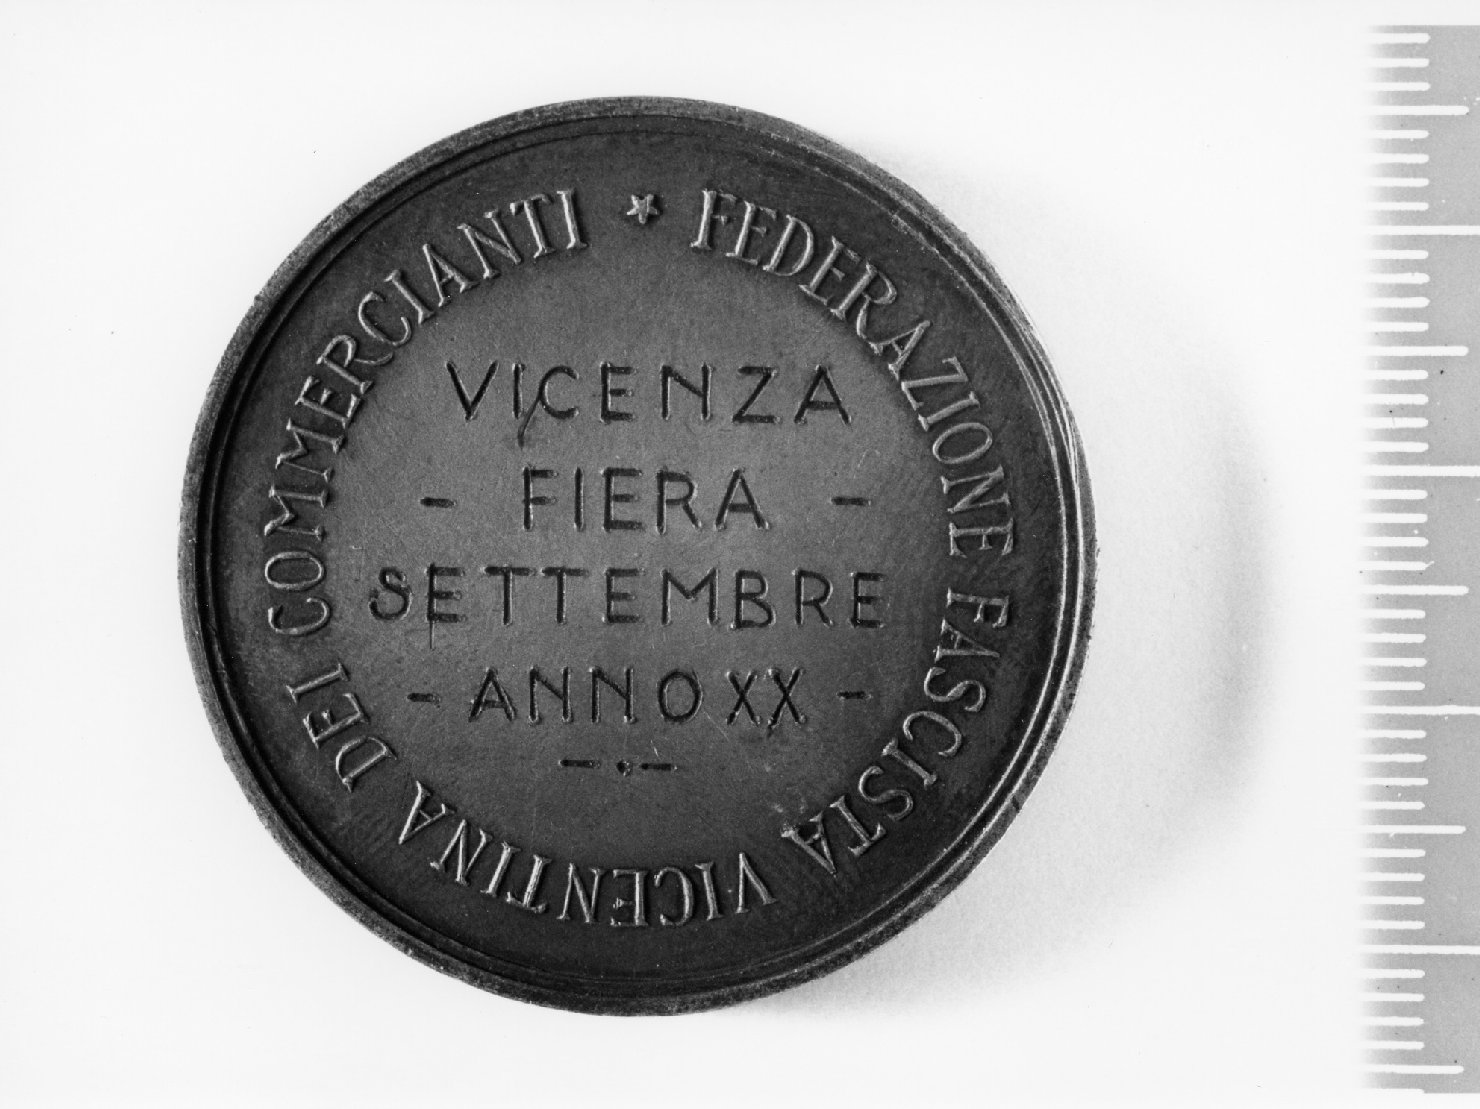 FEDERAZIONE FASCISTA VICENTINA DEI COMMERCIANTI
VICENZA
- FIERA -
SETTEMBRE
- ANNO XX -